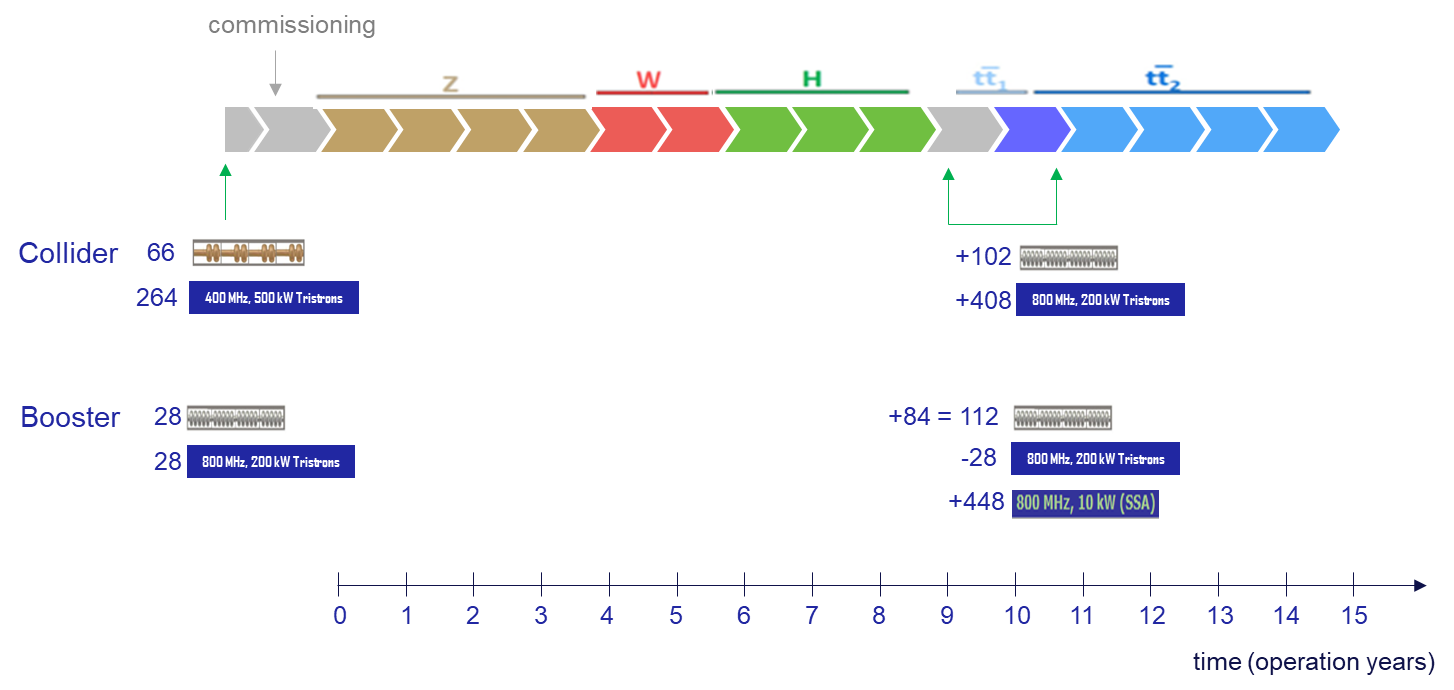 commissioning
Z
W
H
tt̅₁
tt̅₂
Collider
66
+102
264
400 MHz, 500 kW Tristrons
+408
800 MHz, 200 kW Tristrons
Booster
28
+84 = 112
28
800 MHz, 200 kW Tristrons
-28
800 MHz, 200 kW Tristrons
+448
800 MHz, 10 kW (SSA)
0 1 2 3 4 5 6 7 8 9 10 11 12 13 14 15
time (operation years)